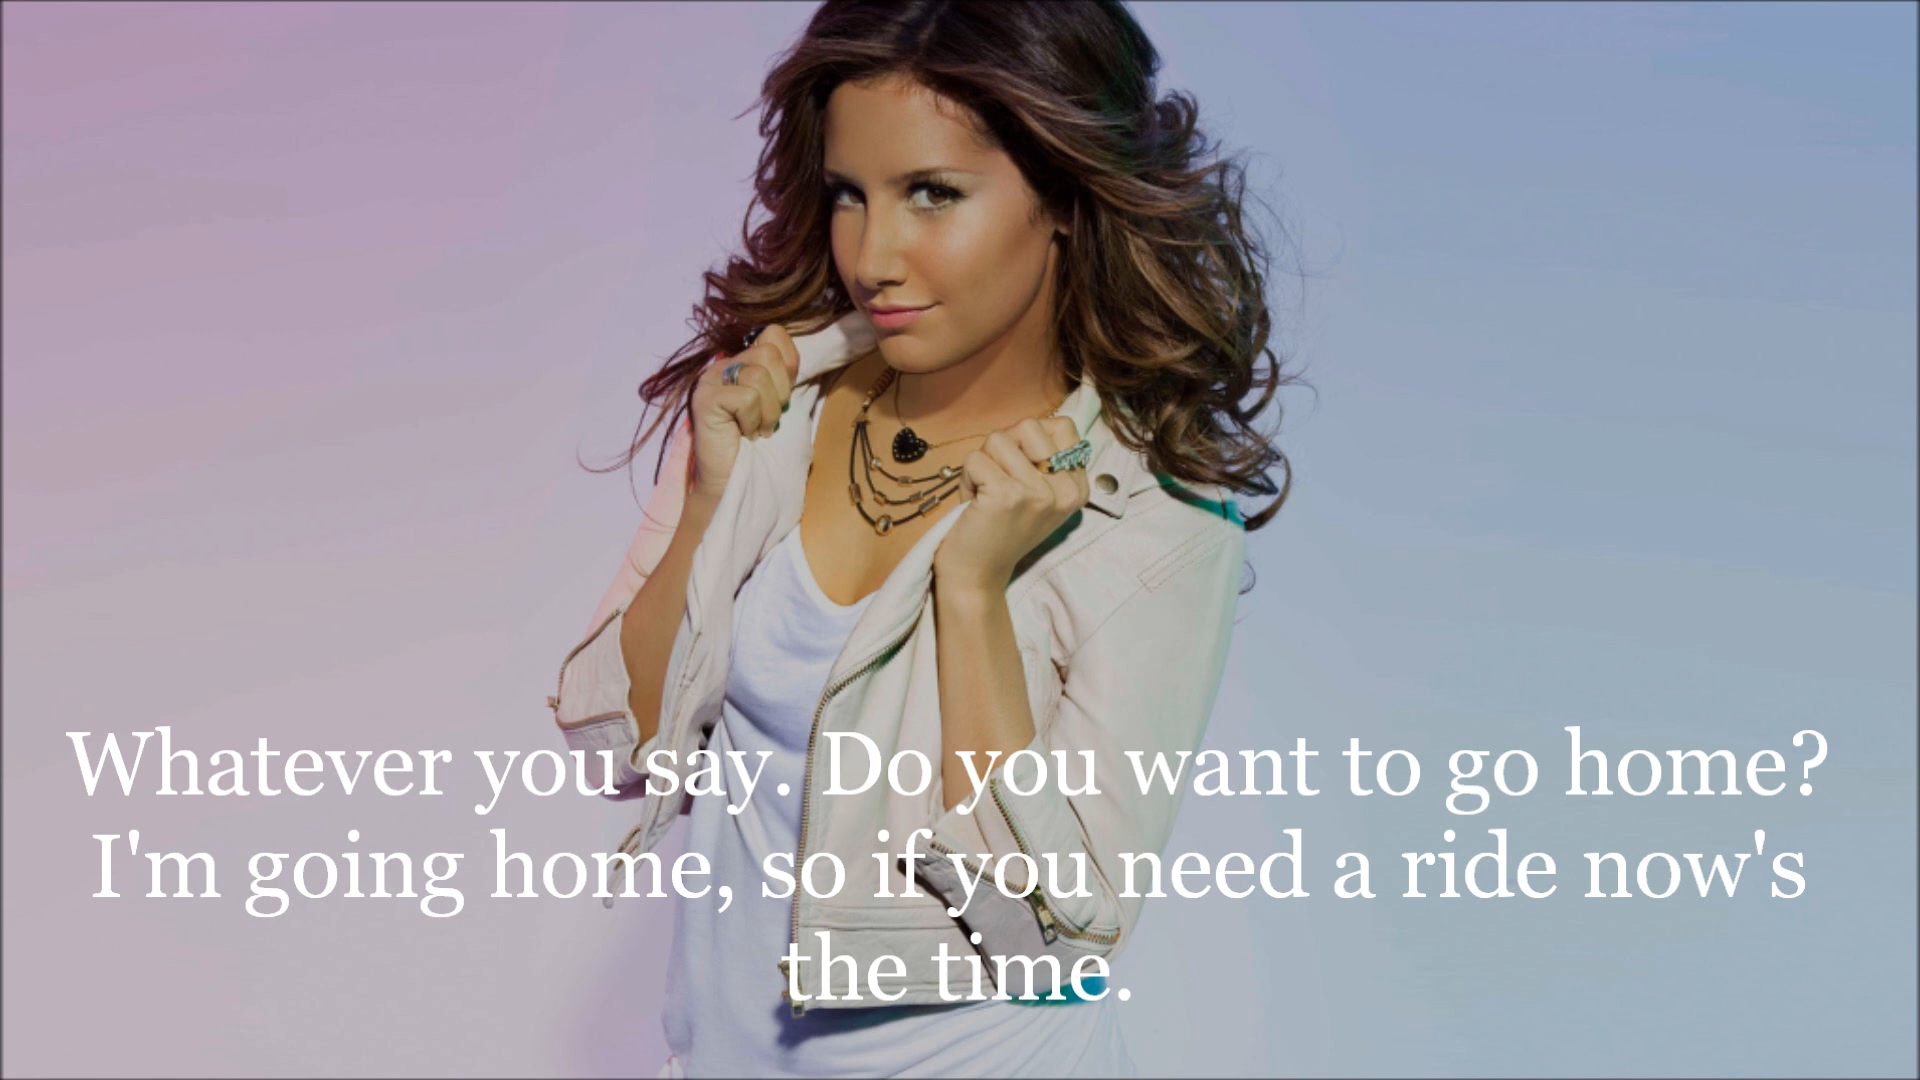 Whatever you say. Do you want to go home?
I'm going home, so if you need a ride now's
the time.